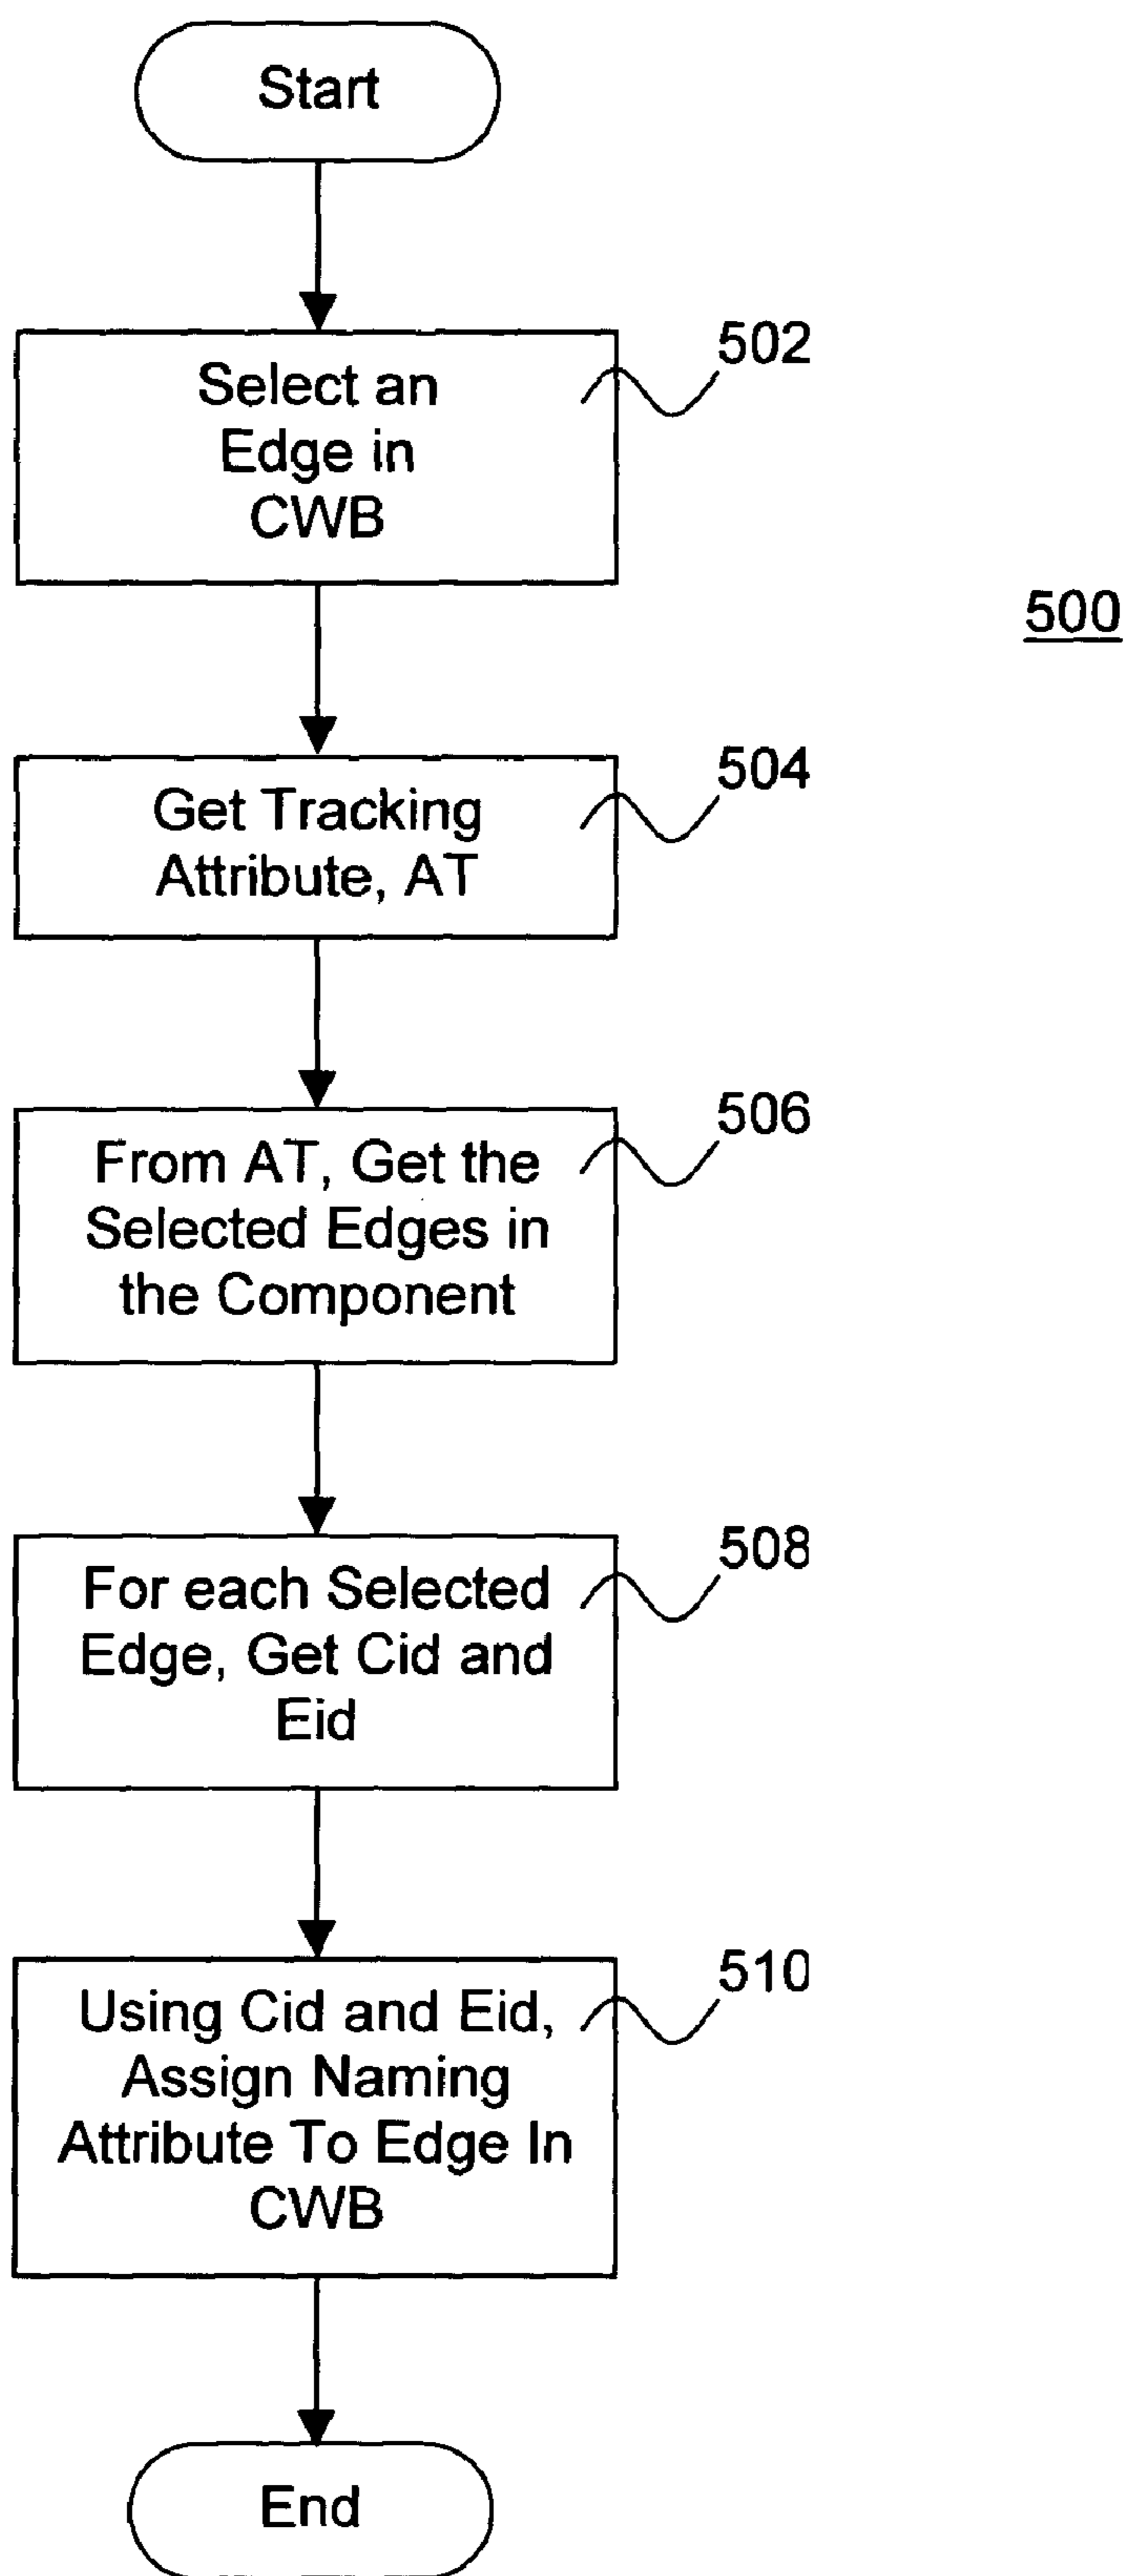 Start
502
Select an
Edge in
CWB
500
504
Get Tracking
Attribute, AT
506
From AT, Get the
Selected Edges in
the Component
508
For each Selected
Edge, Get Cid and
Eid
510
Using Cid and Eid,
Assign Naming
Attribute To Edge In
CWB
End